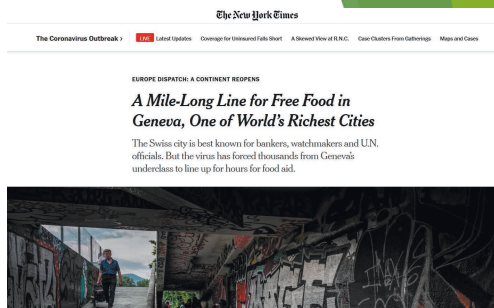 The New York Times
The Coronavirus Outbreak › LIVE Latest Updates Coverage for Uninsured Falls Short A Skewed View at R.N.C. Case Clusters From Gatherings Maps and Cases
EUROPE DISPATCH: A CONTINENT REOPENS
A Mile-Long Line for Free Food in
Geneva, One of World's Richest Cities
The Swiss city is best known for bankers, watchmakers and U.N.
officials. But the virus has forced thousands from Geneva's
underclass to line up for hours for food aid.